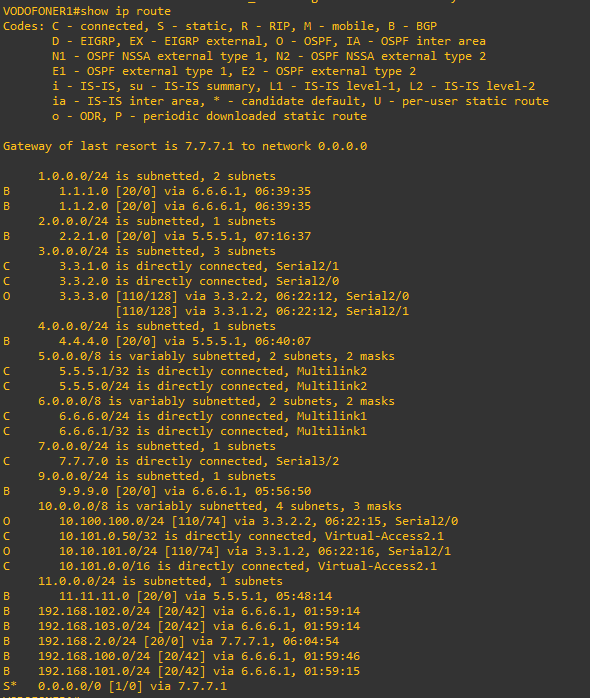 VODOFONER1#show ip route
Codes: C - connected, S - static, R - RIP, M - mobile, B - BGP
       D - EIGRP, EX - EIGRP external, O - OSPF, IA - OSPF inter area
       N1 - OSPF NSSA external type 1, N2 - OSPF NSSA external type 2
       E1 - OSPF external type 1, E2 - OSPF external type 2
       i - IS-IS, su - IS-IS summary, L1 - IS-IS level-1, L2 - IS-IS level-2
       ia - IS-IS inter area, * - candidate default, U - per-user static route
       o - ODR, P - periodic downloaded static route
Gateway of last resort is 7.7.7.1 to network 0.0.0.0
     1.0.0.0/24 is subnetted, 2 subnets
B       1.1.1.0 [20/0] via 6.6.6.1, 06:39:35
B       1.1.2.0 [20/0] via 6.6.6.1, 06:39:35
     2.0.0.0/24 is subnetted, 1 subnets
B       2.2.1.0 [20/0] via 5.5.5.1, 07:16:37
     3.0.0.0/24 is subnetted, 3 subnets
C       3.3.1.0 is directly connected, Serial2/1
C       3.3.2.0 is directly connected, Serial2/0
O       3.3.3.0 [110/128] via 3.3.2.2, 06:22:12, Serial2/0
                [110/128] via 3.3.1.2, 06:22:12, Serial2/1
     4.0.0.0/24 is subnetted, 1 subnets
B       4.4.4.0 [20/0] via 5.5.5.1, 06:40:07
     5.0.0.0/8 is variably subnetted, 2 subnets, 2 masks
C       5.5.5.1/32 is directly connected, Multilink2
C       5.5.5.0/24 is directly connected, Multilink2
     6.0.0.0/8 is variably subnetted, 2 subnets, 2 masks
C       6.6.6.0/24 is directly connected, Multilink1
C       6.6.6.1/32 is directly connected, Multilink1
     7.0.0.0/24 is subnetted, 1 subnets
C       7.7.7.0 is directly connected, Serial3/2
     9.0.0.0/24 is subnetted, 1 subnets
B       9.9.9.0 [20/0] via 6.6.6.1, 05:56:50
     10.0.0.0/8 is variably subnetted, 4 subnets, 3 masks
O       10.100.100.0/24 [110/74] via 3.3.2.2, 06:22:15, Serial2/0
C       10.101.0.50/32 is directly connected, Virtual-Access2.1
O       10.10.101.0/24 [110/74] via 3.3.1.2, 06:22:16, Serial2/1
C       10.101.0.0/16 is directly connected, Virtual-Access2.1
     11.0.0.0/24 is subnetted, 1 subnets
B       11.11.11.0 [20/0] via 5.5.5.1, 05:48:14
B    192.168.102.0/24 [20/42] via 6.6.6.1, 01:59:14
B    192.168.103.0/24 [20/42] via 6.6.6.1, 01:59:14
B    192.168.2.0/24 [20/0] via 7.7.7.1, 06:04:54
B    192.168.100.0/24 [20/42] via 6.6.6.1, 01:59:46
B    192.168.101.0/24 [20/42] via 6.6.6.1, 01:59:15
S*   0.0.0.0/0 [1/0] via 7.7.7.1